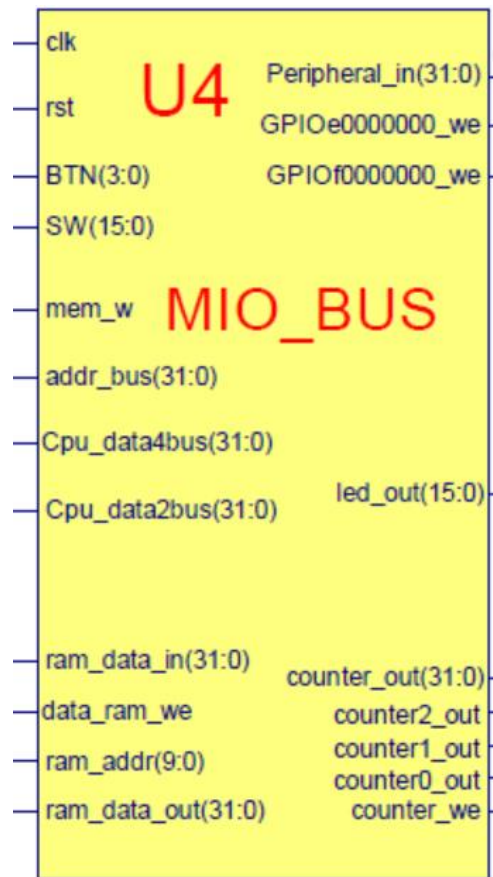 clk
rst
U4
Peripheral_in(31:0)
GPIOe0000000_we
BTN(3:0)
GPIOf0000000_we
SW(15:0)
mem_w
MIO_BUS
addr_bus(31:0)
Cpu_data4bus(31:0)
led_out(15:0)
Cpu_data2bus(31:0)
ram_data_in(31:0)
counter_out(31:0)
data_ram_we
counter2_out
counter1_out
ram_addr(9:0)
counter0_out
ram_data_out(31:0)
counter_we